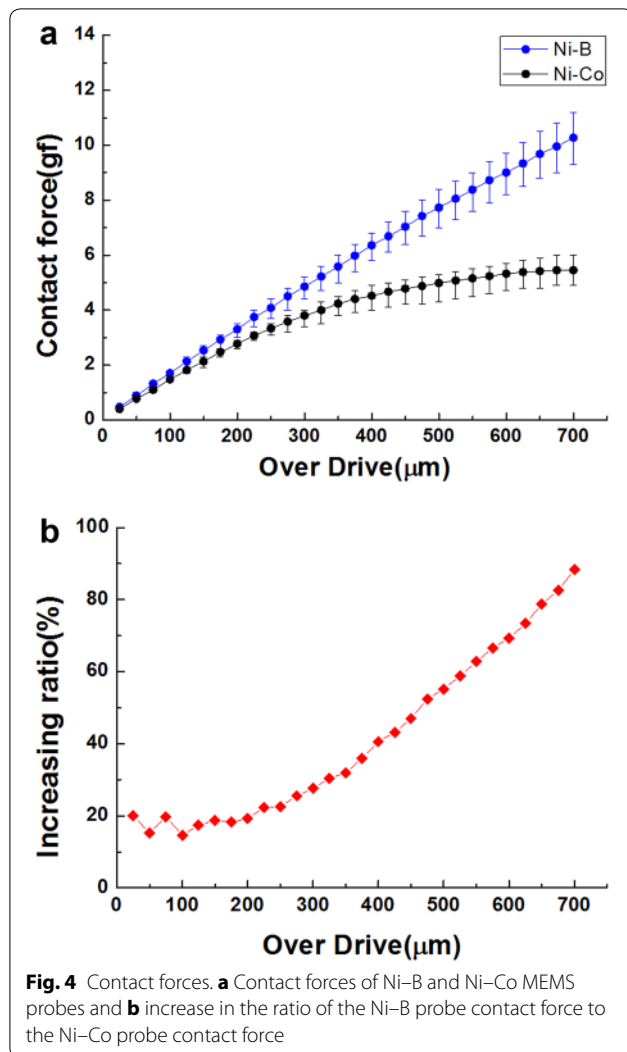 a
Ni-B
Ni-Co
14
12
10
8
6
4
2
0
Contact force(gf)
0 100 200 300 400 500 600 700
Over Drive(μm)
b
100
80
60
40
20
0
Increasing ratio(%)
0 100 200 300 400 500 600 700
Over Drive(μm)
Fig. 4 Contact forces. a Contact forces of Ni–B and Ni–Co MEMS
probes and b increase in the ratio of the Ni–B probe contact force to
the Ni–Co probe contact force